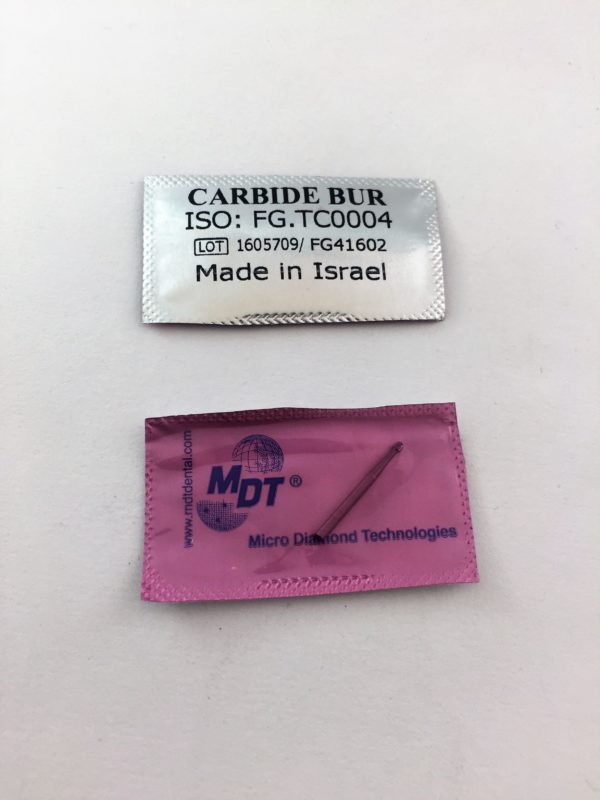 CARBIDE BUR
ISO: FG.TC0004
LOT 1605709/ FG41602
Made in Israel
www.mdtdental.com
MDT®
Micro Diamond Technologies